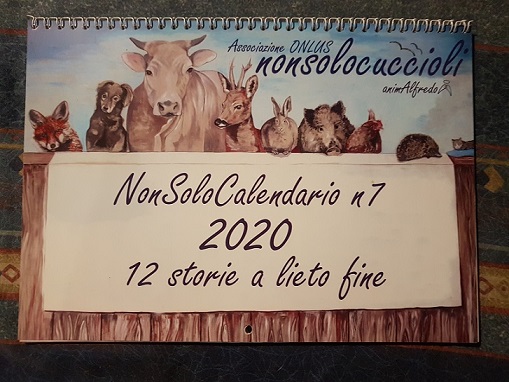 Associazione ONLUS
nonsolocuccioli
animAlfredo
NonSoloCalendario n7
2020
12 storie a lieto fine